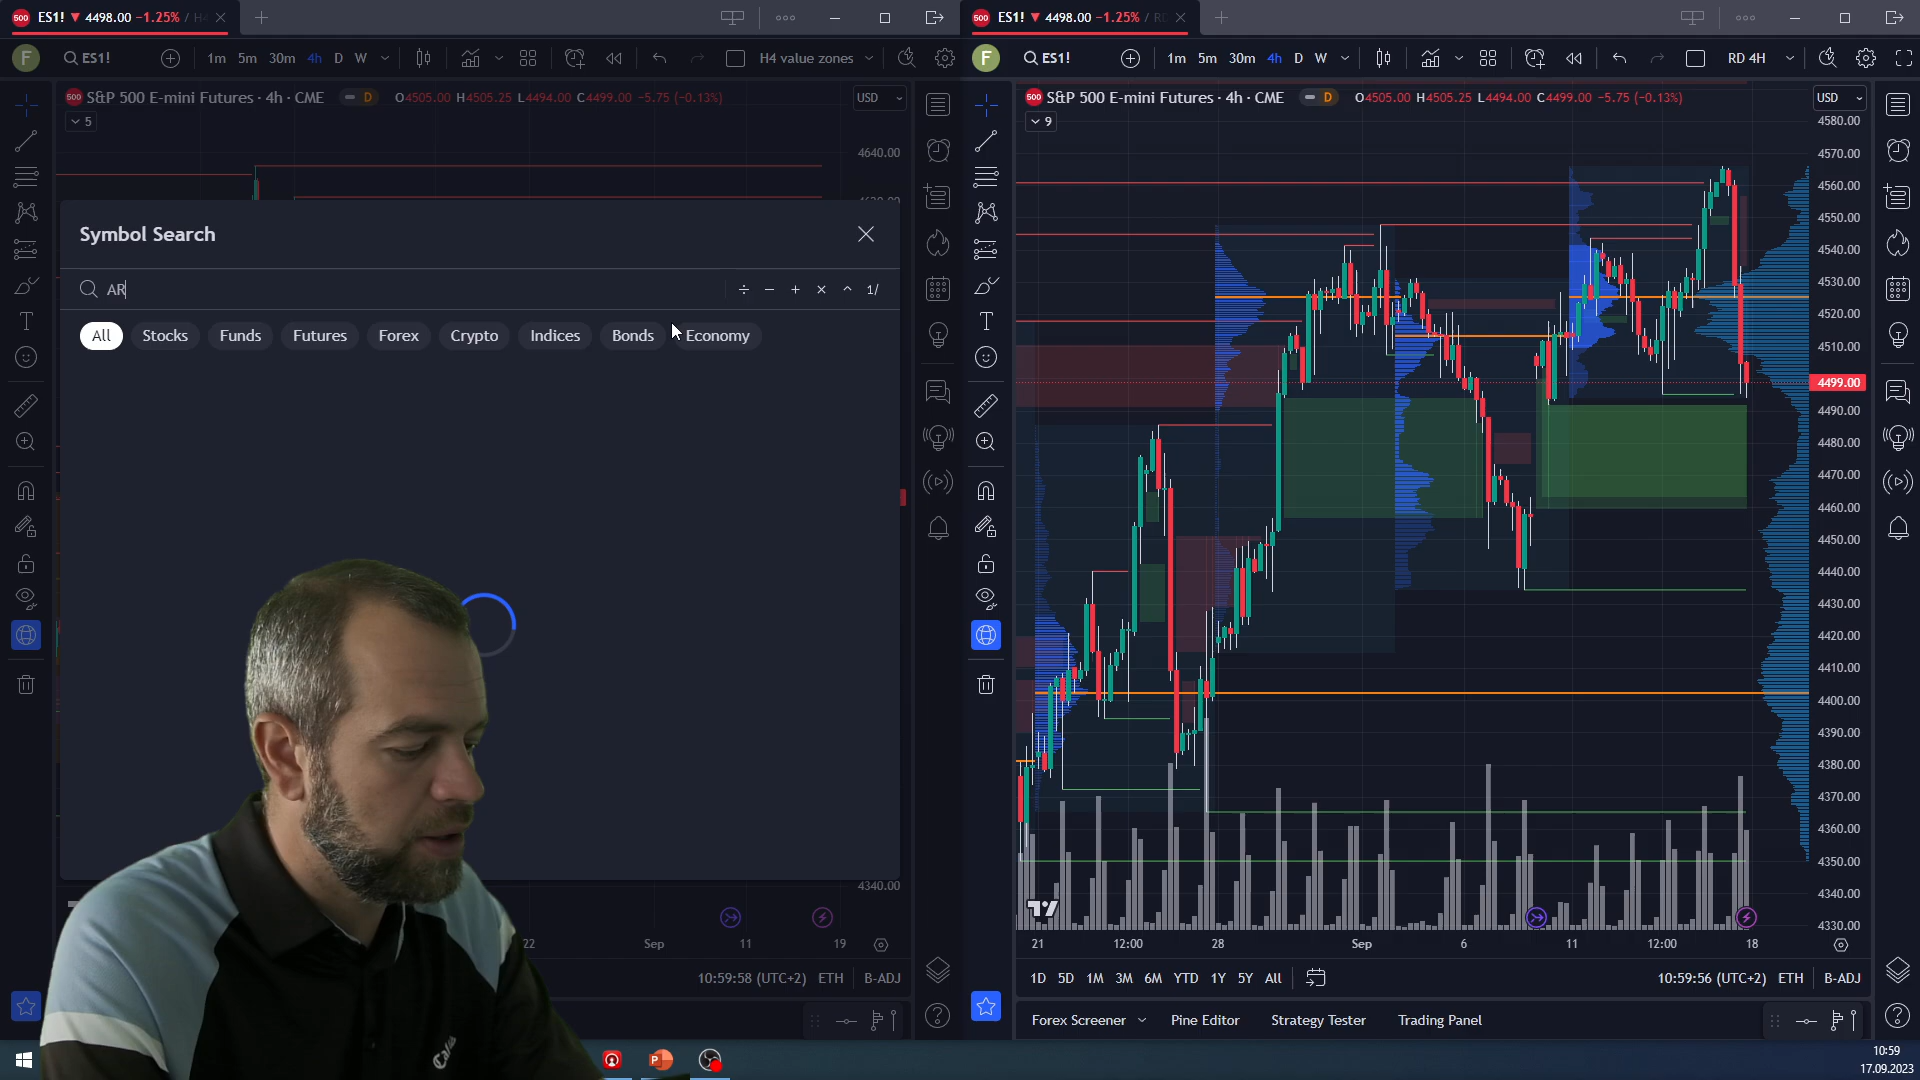 500 ES1! ▼ 4498.00 −1.25% / H4
500 ES1! ▼ 4498.00 −1.25% / RD
F ES1! 1m 5m 30m 4h D W H4 value zones
F ES1! 1m 5m 30m 4h D W RD 4H
500 S&P 500 E-mini Futures · 4h · CME D O4505.00 H4505.25 L4494.00 C4499.00 −5.75 (−0.13%) USD
5
4640.00
Symbol Search
AR
÷ − + × ^ 1/
All Stocks Funds Futures Forex Crypto Indices Bonds Economy
4340.00
22 Sep 11 19
10:59:58 (UTC+2) ETH B-ADJ
500 S&P 500 E-mini Futures · 4h · CME D O4505.00 H4505.25 L4494.00 C4499.00 −5.75 (−0.13%) USD
9
4580.00
4570.00
4560.00
4550.00
4540.00
4530.00
4520.00
4510.00
4499.00
4490.00
4480.00
4470.00
4460.00
4450.00
4440.00
4430.00
4420.00
4410.00
4400.00
4390.00
4380.00
4370.00
4360.00
4350.00
4340.00
4330.00
21 12:00 28 Sep 6 11 12:00 18
1D 5D 1M 3M 6M YTD 1Y 5Y All
10:59:56 (UTC+2) ETH B-ADJ
Forex Screener Pine Editor Strategy Tester Trading Panel
10:59
17.09.2023